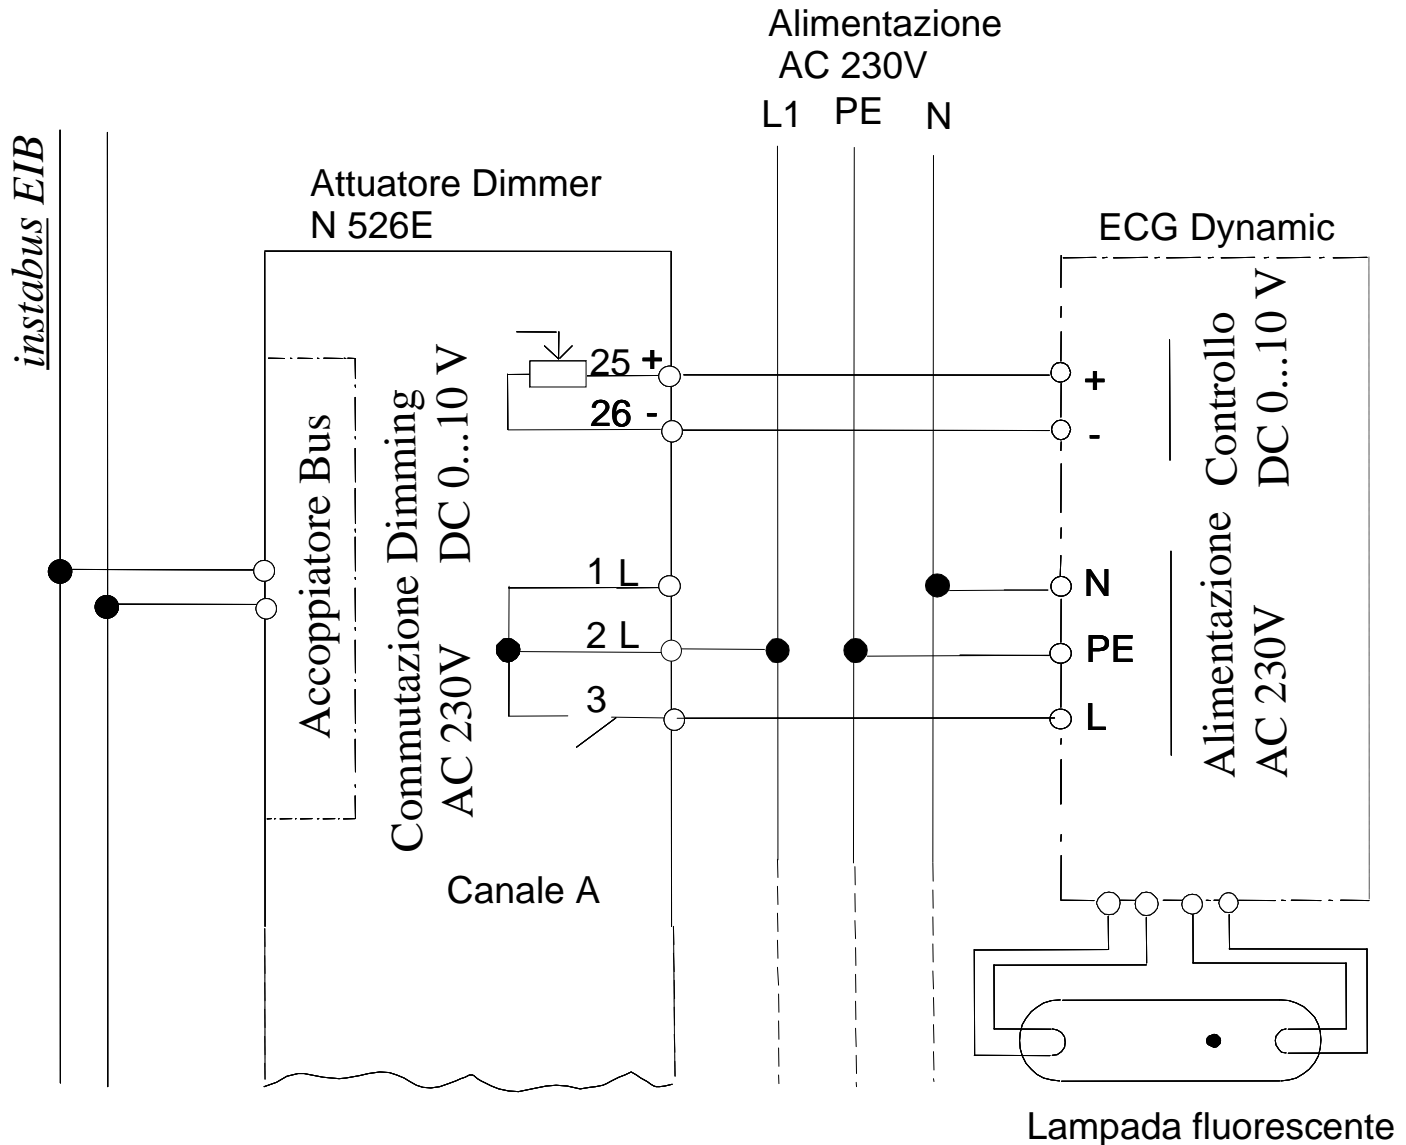 Alimentazione
AC 230V
L1 PE N
instabus EIB
Attuatore Dimmer
N 526E
ECG Dynamic
25 +
26 -
1 L
2 L
3
Accoppiatore Bus
Commutazione Dimming
AC 230V DC 0...10 V
Canale A
+
-
N
PE
L
Alimentazione Controllo
AC 230V DC 0...10 V
Lampada fluorescente